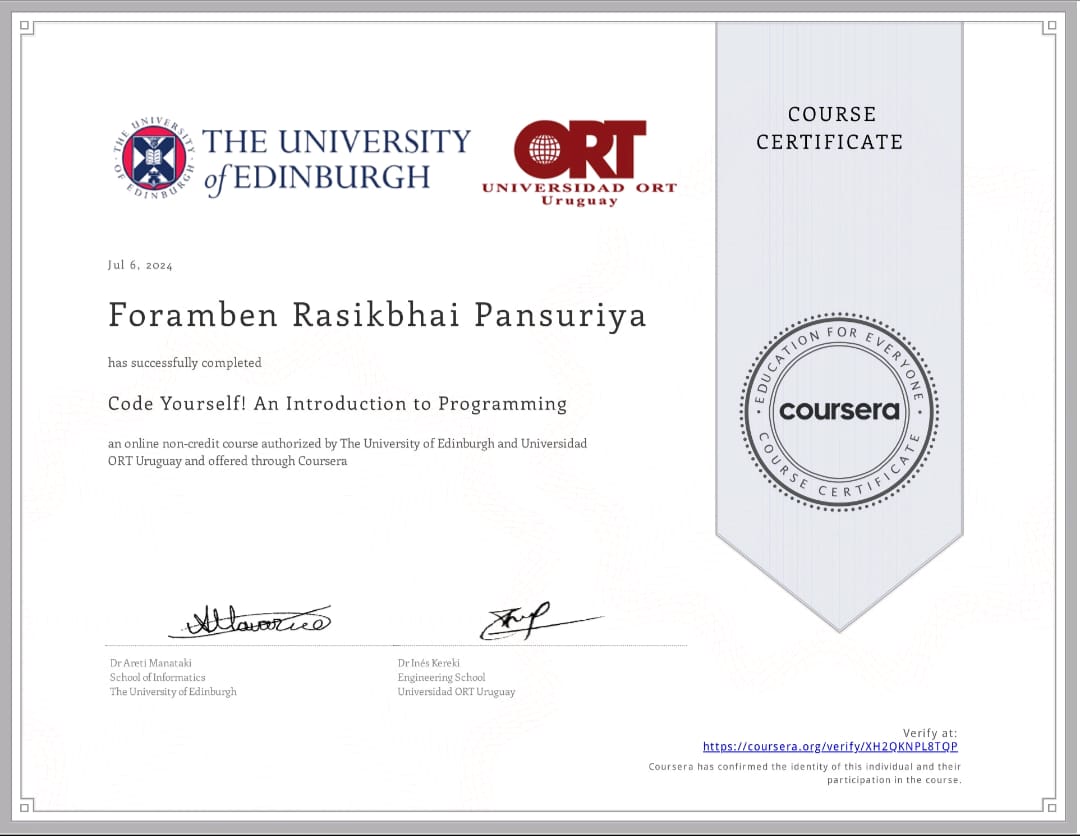 THE UNIVERSITY OF EDINBURGH
THE UNIVERSITY
of EDINBURGH
ORT
UNIVERSIDAD ORT
Uruguay
COURSE
CERTIFICATE
Jul 6, 2024
Foramben Rasikbhai Pansuriya
has successfully completed
Code Yourself! An Introduction to Programming
an online non-credit course authorized by The University of Edinburgh and Universidad
ORT Uruguay and offered through Coursera
EDUCATION FOR EVERYONE
coursera
COURSE CERTIFICATE
Dr Areti Manataki
School of Informatics
The University of Edinburgh
Dr Inés Kereki
Engineering School
Universidad ORT Uruguay
Verify at:
https://coursera.org/verify/XH2QKNPL8TQP
Coursera has confirmed the identity of this individual and their
participation in the course.